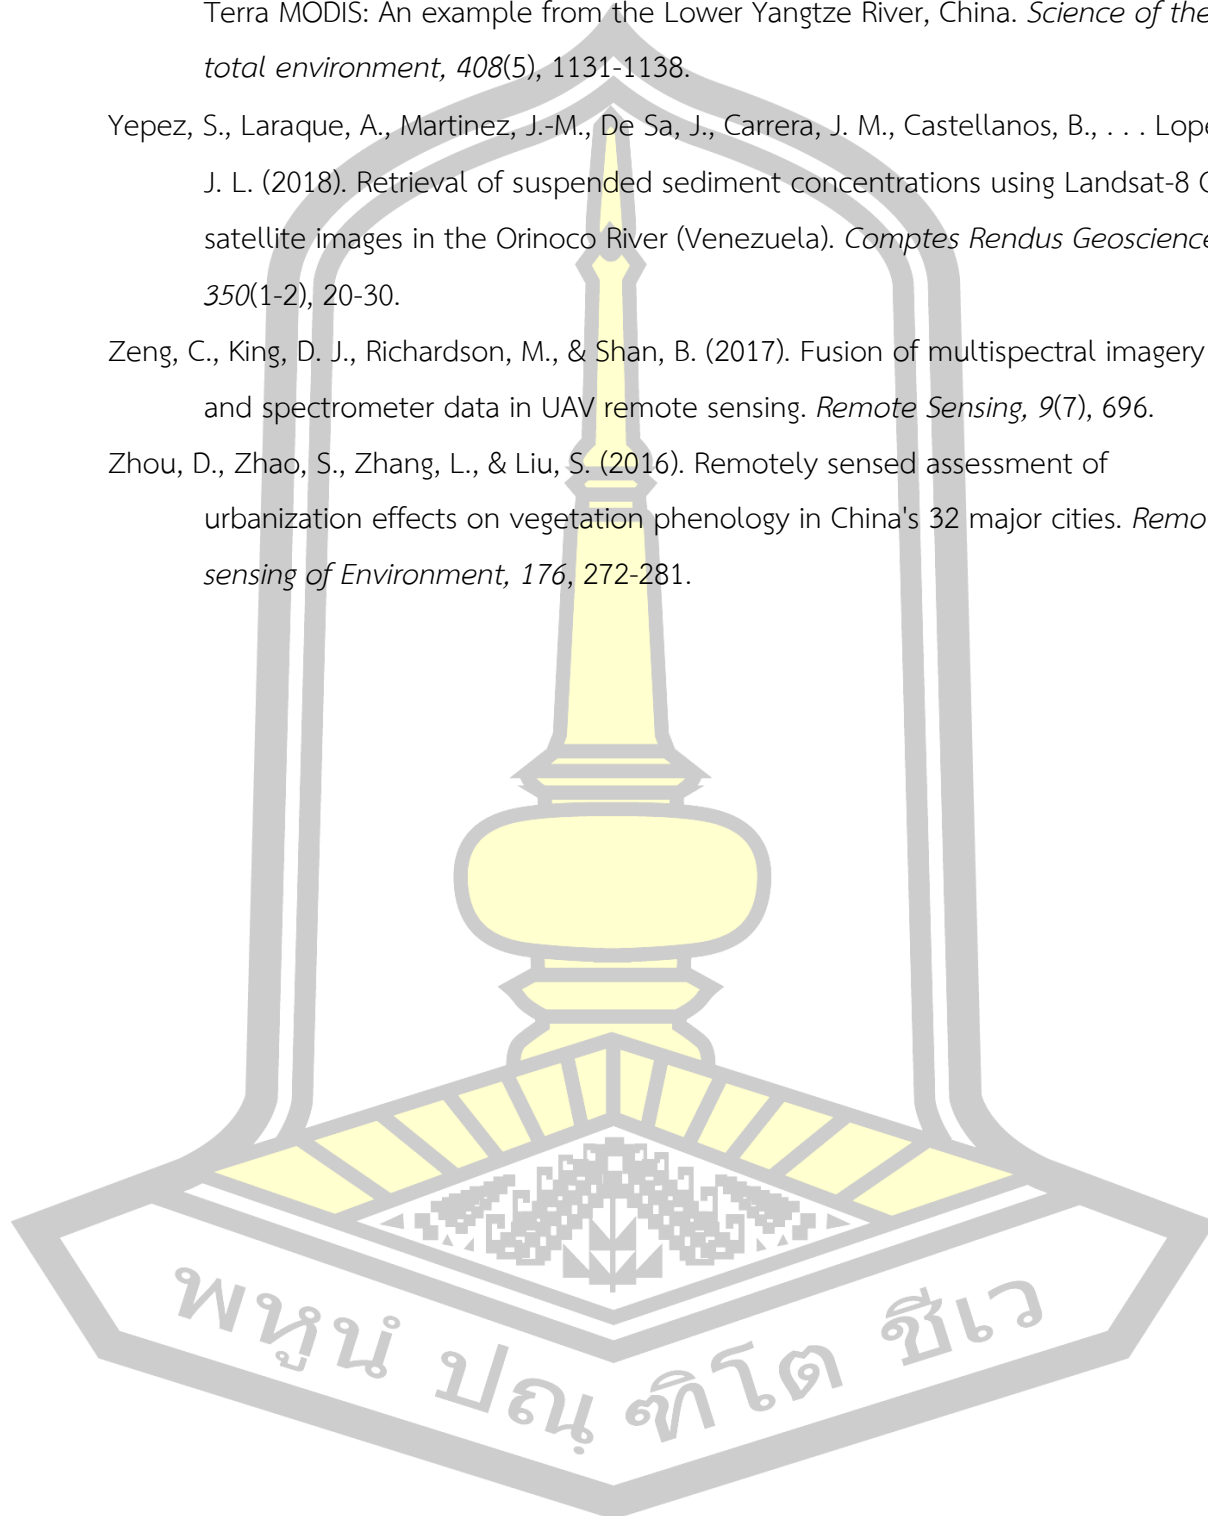 Terra MODIS: An example from the Lower Yangtze River, China. Science of the
total environment, 408(5), 1131-1138.
Yepez, S., Laraque, A., Martinez, J.-M., De Sa, J., Carrera, J. M., Castellanos, B., . . .
J. L. (2018). Retrieval of suspended sediment concentrations using Landsat-8
satellite images in the Orinoco River (Venezuela). Comptes Rendus Geoscience
350(1-2), 20-30.
Zeng, C., King, D. J., Richardson, M., & Shan, B. (2017). Fusion of multispectral imagery
and spectrometer data in UAV remote sensing. Remote Sensing, 9(7), 696.
Zhou, D., Zhao, S., Zhang, L., & Liu, S. (2016). Remotely sensed assessment of
urbanization effects on vegetation phenology in China's 32 major cities.
sensing of Environment, 176, 272-281.
พหูนํ ปณฺ ฑิโต ชีเว